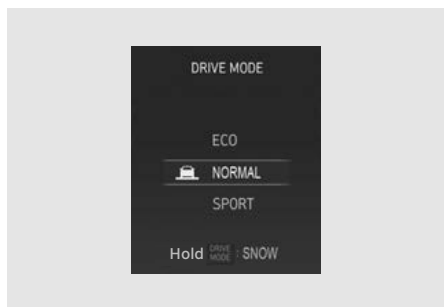 DRIVE MODE
ECO
NORMAL
SPORT
Hold DRIVE MODE : SNOW